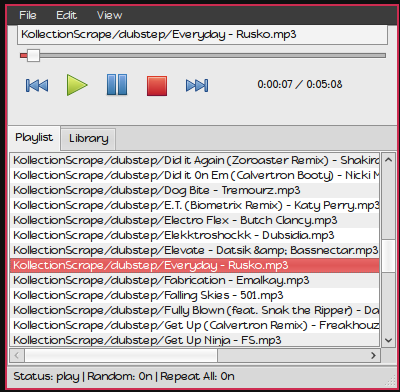 File Edit View
KollectionScrape/dubstep/Everyday - Rusko.mp3
0:00:07 / 0:05:08
Playlist Library
KollectionScrape/dubstep/Did it Again (Zoroaster Remix) - Shakira
KollectionScrape/dubstep/Did it On Em (Calvertron Booty) - Nicki M
KollectionScrape/dubstep/Dog Bite - Tremourz.mp3
KollectionScrape/dubstep/E.T. (Biometrix Remix) - Katy Perry.mp3
KollectionScrape/dubstep/Electro Flex - Butch Clancy.mp3
KollectionScrape/dubstep/Elekktroshockk - Dubsidia.mp3
KollectionScrape/dubstep/Elevate - Datsik &amp; Bassnectar.mp3
KollectionScrape/dubstep/Everyday - Rusko.mp3
KollectionScrape/dubstep/Fabrication - Emalkay.mp3
KollectionScrape/dubstep/Falling Skies - 501.mp3
KollectionScrape/dubstep/Fully Blown (feat. Snak the Ripper) - Da
KollectionScrape/dubstep/Get Up (Calvertron Remix) - Freakhouz
KollectionScrape/dubstep/Get Up Ninja - FS.mp3
Status: play | Random: On | Repeat All: On